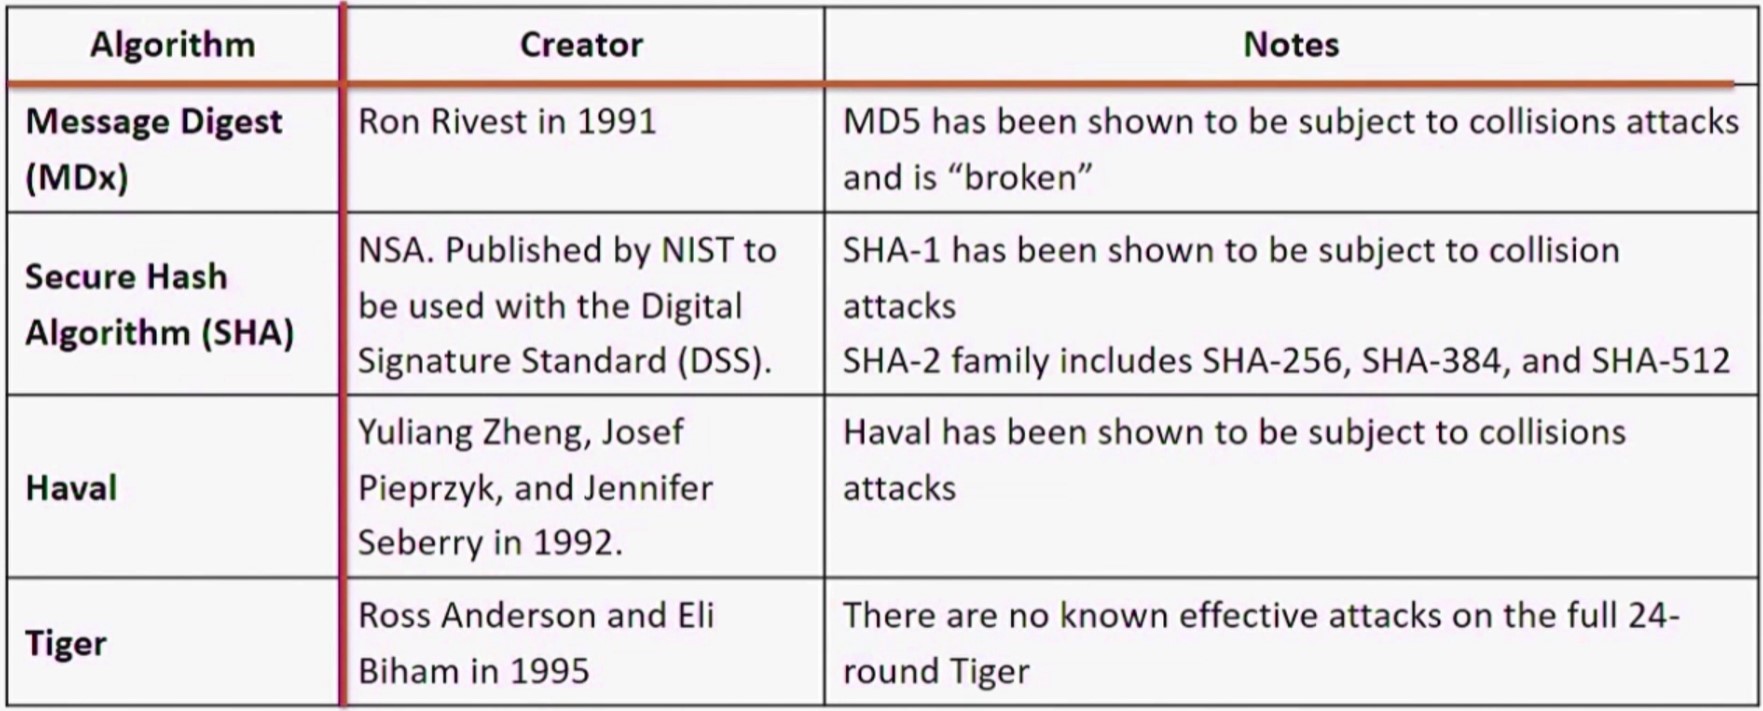 Algorithm
Creator
Notes
Message Digest
(MDx)
Ron Rivest in 1991
MD5 has been shown to be subject to collisions attacks
and is “broken”
Secure Hash
Algorithm (SHA)
NSA. Published by NIST to
be used with the Digital
Signature Standard (DSS).
SHA-1 has been shown to be subject to collision
attacks
SHA-2 family includes SHA-256, SHA-384, and SHA-512
Haval
Yuliang Zheng, Josef
Pieprzyk, and Jennifer
Seberry in 1992.
Haval has been shown to be subject to collisions
attacks
Tiger
Ross Anderson and Eli
Biham in 1995
There are no known effective attacks on the full 24-
round Tiger